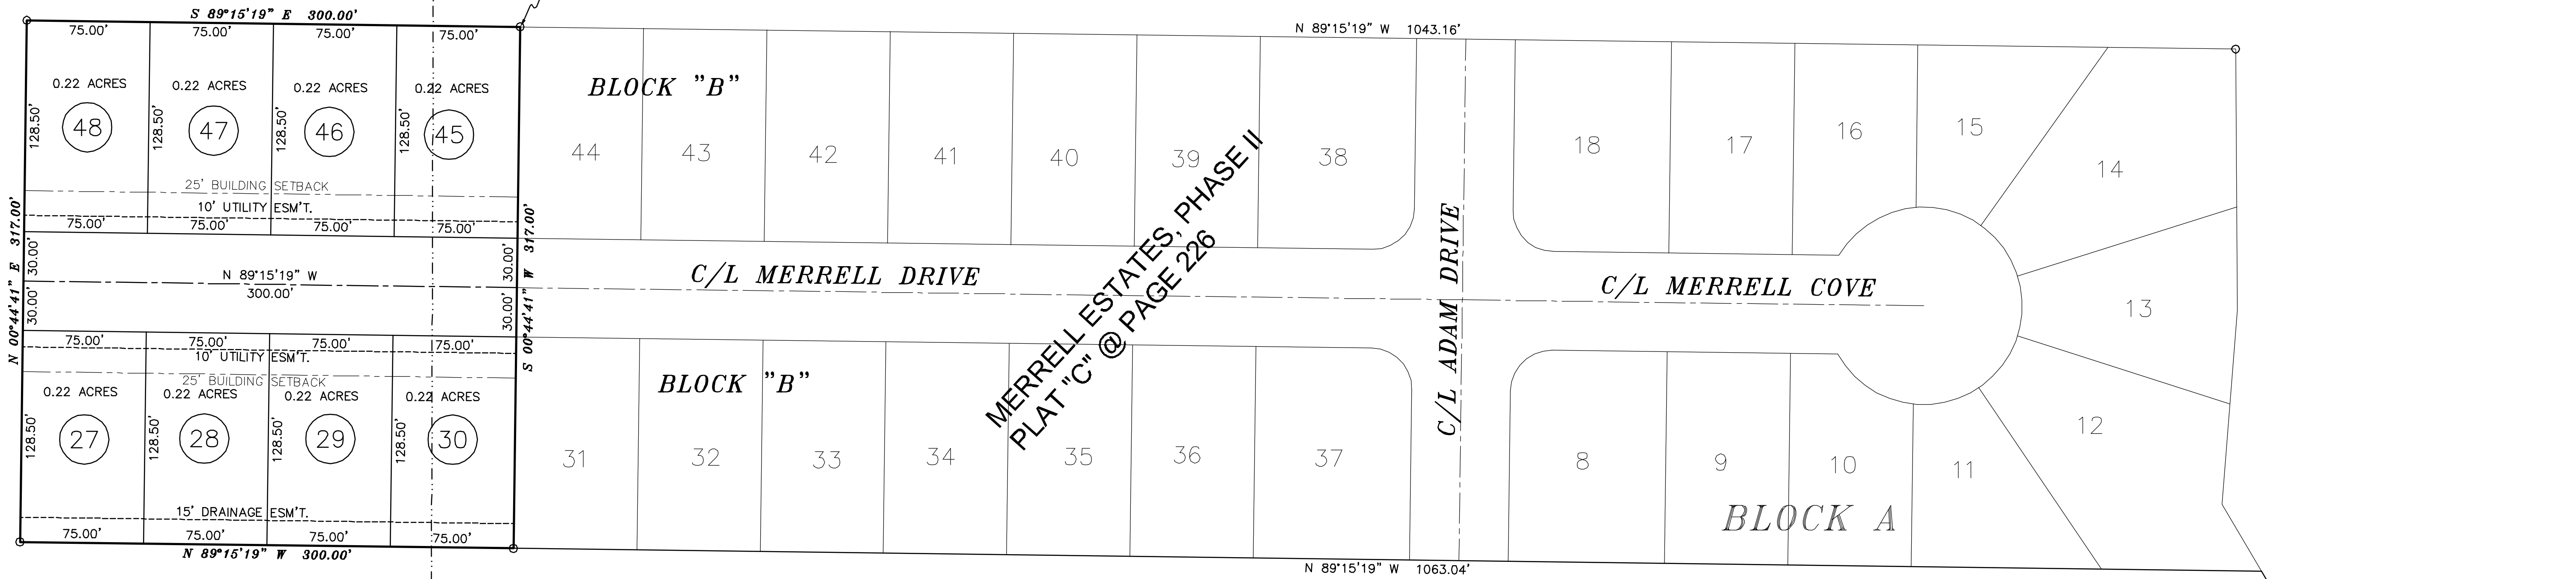 S 89°15'19" E 300.00'
N 89°15'19" W 1043.16'
75.00' 75.00' 75.00' 75.00'
0.22 ACRES 0.22 ACRES 0.22 ACRES 0.22 ACRES
BLOCK "B"
128.50' 128.50' 128.50' 128.50'
48 47 46 45
44 43 42 41 40 39 38
18 17 16 15 14
25' BUILDING SETBACK
10' UTILITY ESM'T.
75.00' 75.00' 75.00' 75.00'
N 00°44'41" E 317.00'
S 00°44'41" W 317.00'
30.00' 30.00'
N 89°15'19" W
300.00'
30.00' 30.00'
C/L MERRELL DRIVE
MERRELL ESTATES, PHASE II
PLAT "C" @ PAGE 226
C/L ADAM DRIVE
C/L MERRELL COVE
13
75.00' 75.00' 75.00' 75.00'
10' UTILITY ESM'T.
25' BUILDING SETBACK
0.22 ACRES 0.22 ACRES 0.22 ACRES 0.22 ACRES
BLOCK "B"
128.50' 128.50' 128.50' 128.50'
27 28 29 30
31 32 33 34 35 36 37
8 9 10 11 12
BLOCK A
15' DRAINAGE ESM'T.
75.00' 75.00' 75.00' 75.00'
N 89°15'19" W 300.00'
N 89°15'19" W 1063.04'